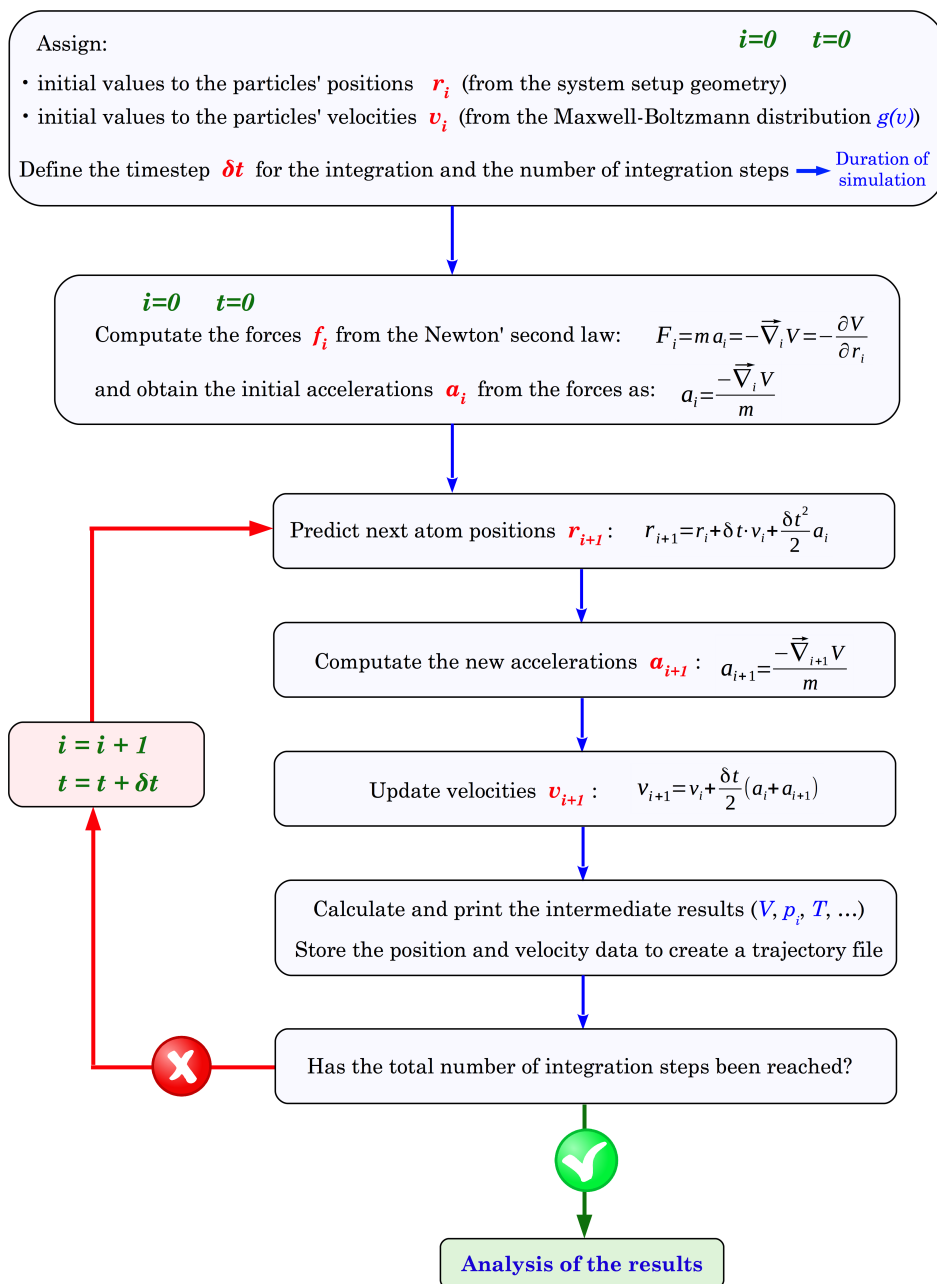 Assign:
i=0 t=0
• initial values to the particles' positions r_i (from the system setup geometry)
• initial values to the particles' velocities v_i (from the Maxwell-Boltzmann distribution g(v))
Define the timestep δt for the integration and the number of integration steps
Duration of
simulation
i=0 t=0
Computate the forces f_i from the Newton' second law: F_i=m a_i=−∇⃗_i V=−∂V/∂r_i
and obtain the initial accelerations a_i from the forces as: a_i=−∇⃗_i V/m
Predict next atom positions r_{i+1}: r_{i+1}=r_i+δt·v_i+δt²/2 a_i
Computate the new accelerations a_{i+1}: a_{i+1}=−∇⃗_{i+1} V/m
i = i + 1
t = t + δt
Update velocities v_{i+1}: v_{i+1}=v_i+δt/2 (a_i+a_{i+1})
Calculate and print the intermediate results (V, p_i, T, ...)
Store the position and velocity data to create a trajectory file
Has the total number of integration steps been reached?
Analysis of the results